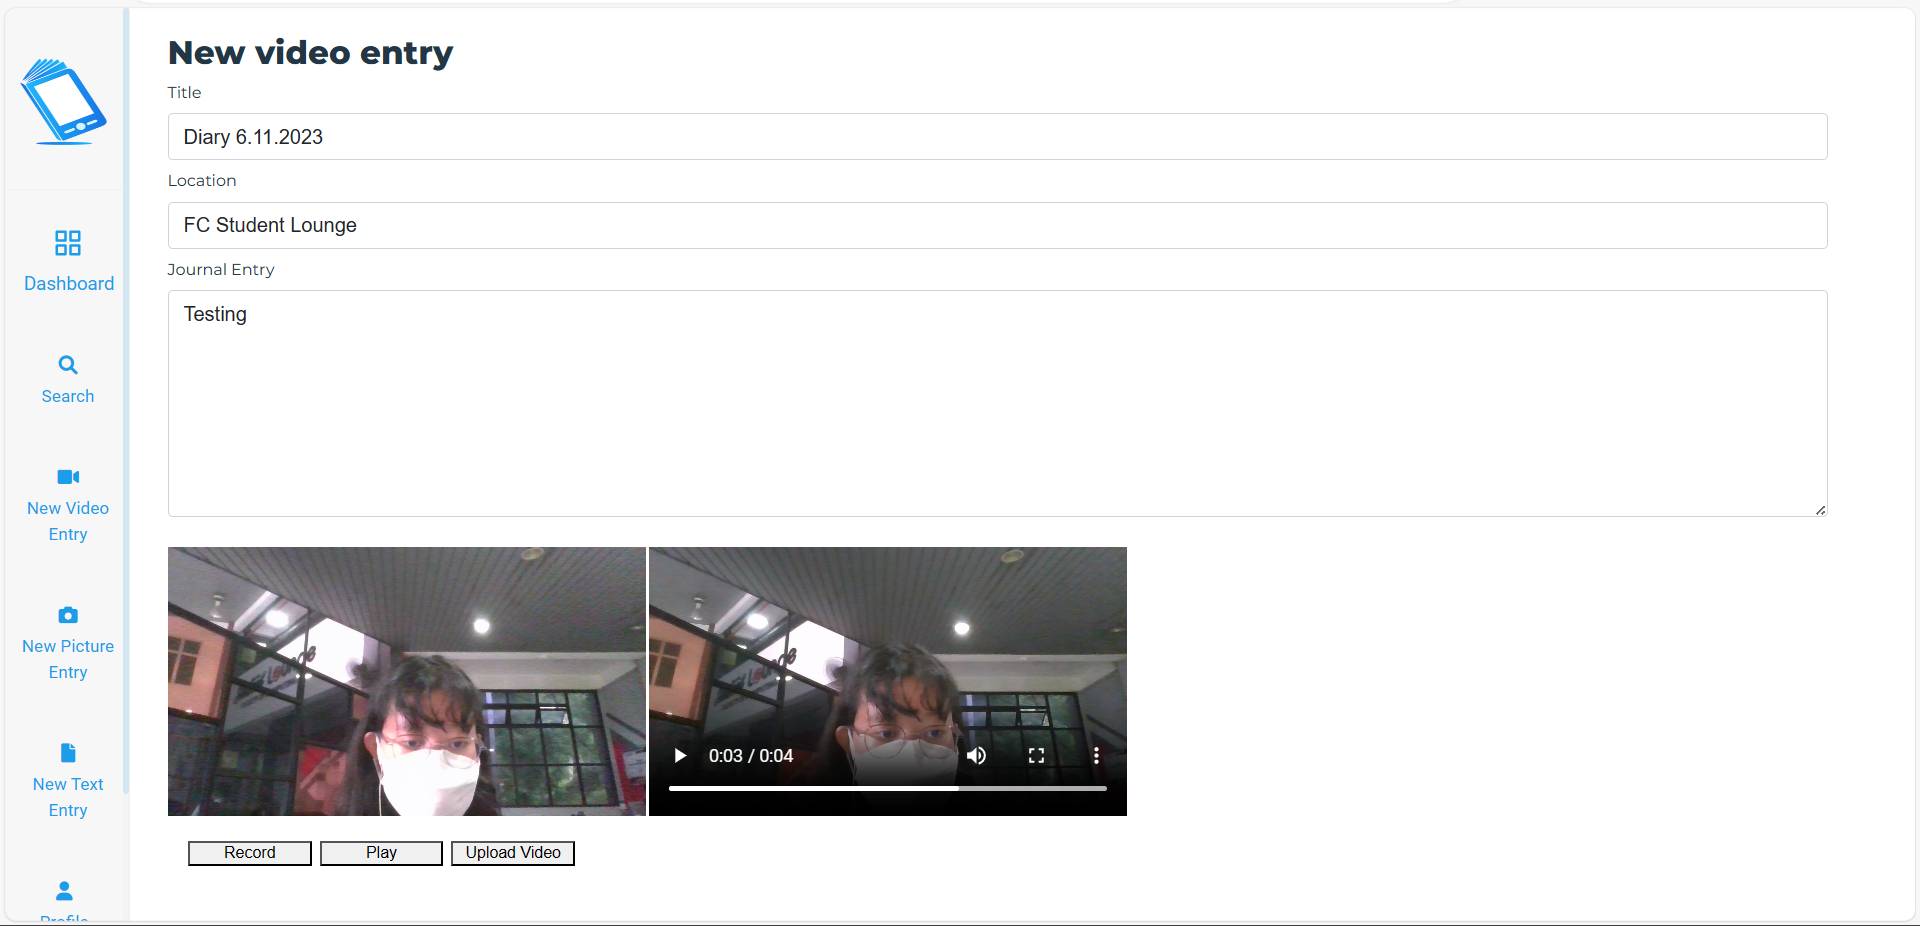 New video entry
Title
Diary 6.11.2023
Location
FC Student Lounge
Journal Entry
Testing
Dashboard
Search
New Video
Entry
New Picture
Entry
New Text
Entry
Profile
0:03 / 0:04
Record
Play
Upload Video